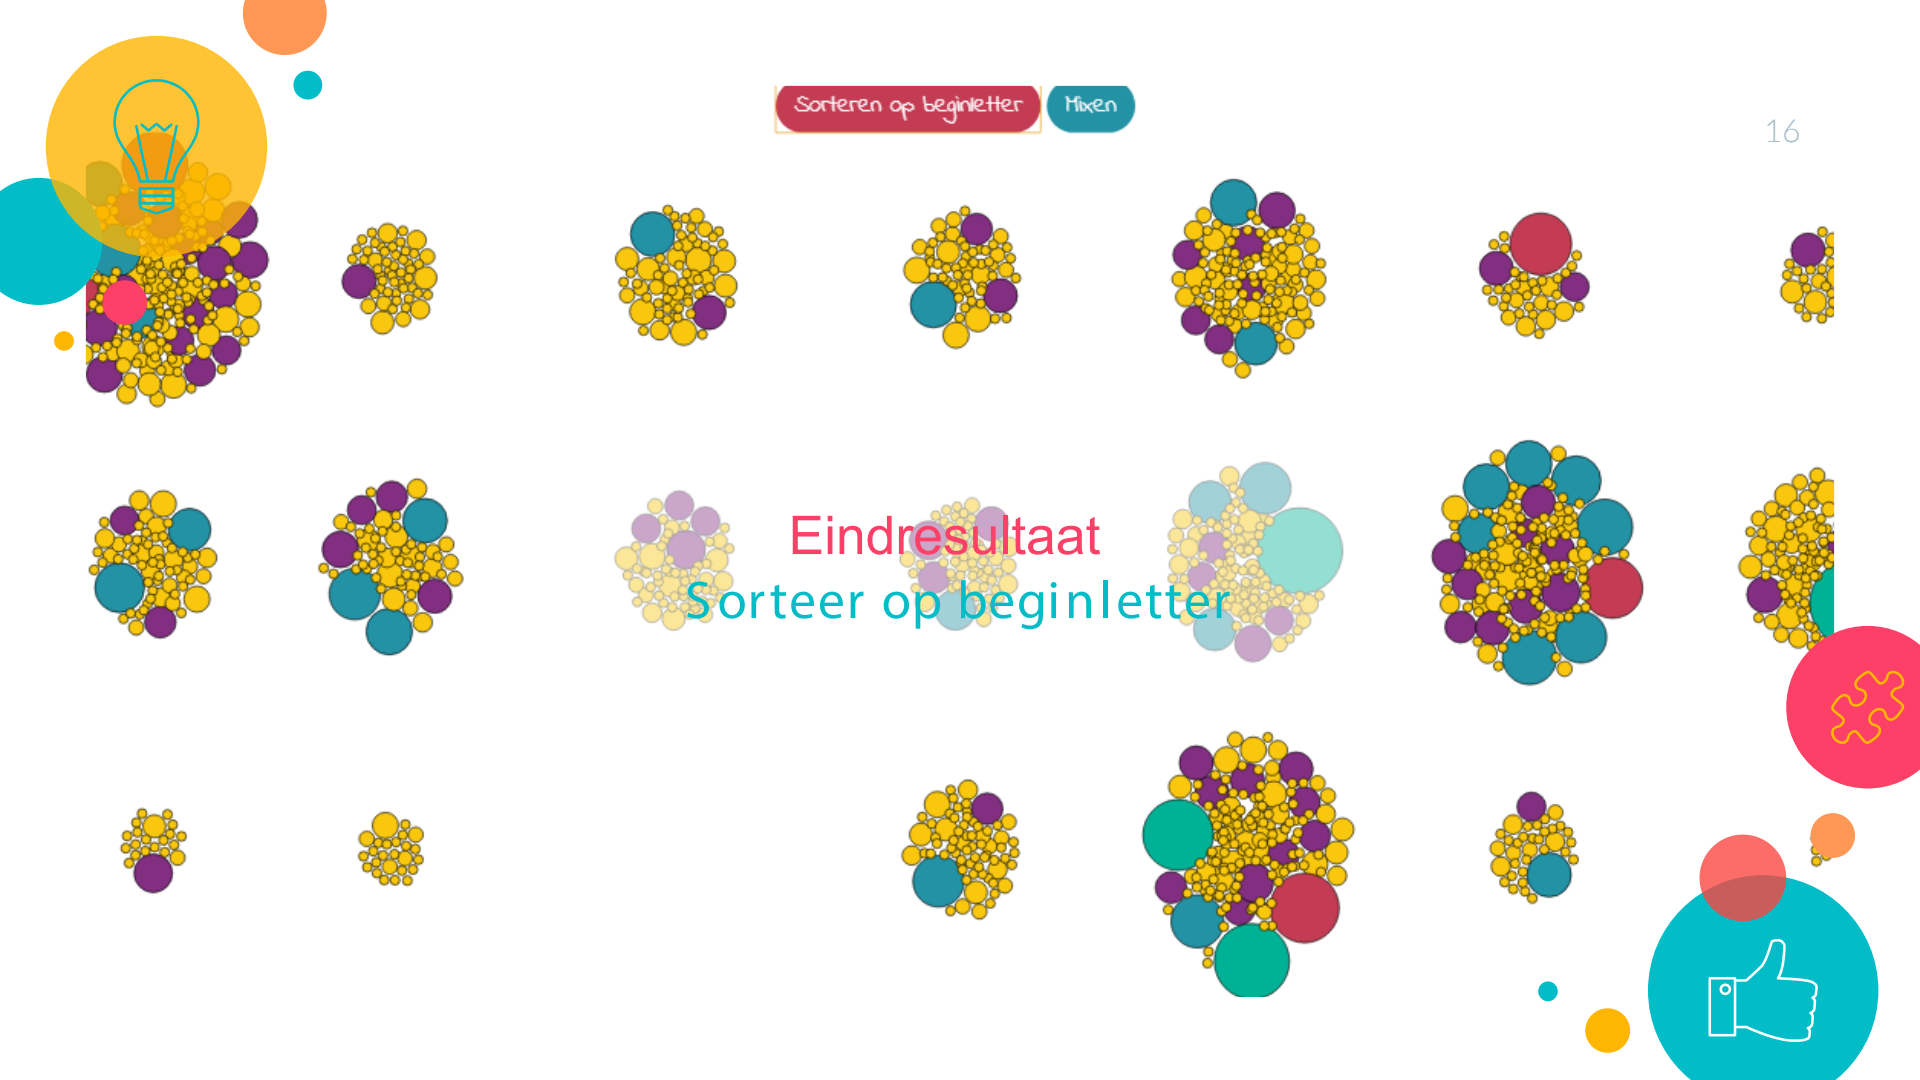 Sorteren op beginletter Mixen
16
Eindresultaat
Sorteer op beginletter